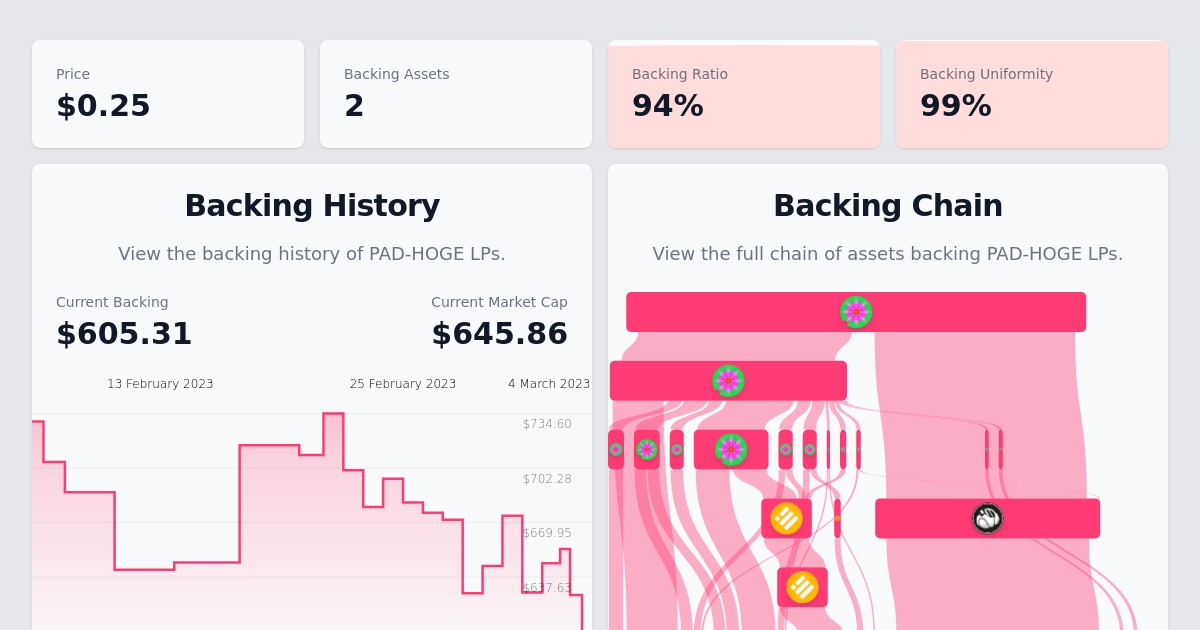 Price
$0.25
Backing Assets
2
Backing Ratio
94%
Backing Uniformity
99%
Backing History
View the backing history of PAD-HOGE LPs.
Current Backing
$605.31
Current Market Cap
$645.86
13 February 2023
25 February 2023
4 March 2023
$734.60
$702.28
$669.95
$637.63
Backing Chain
View the full chain of assets backing PAD-HOGE LPs.